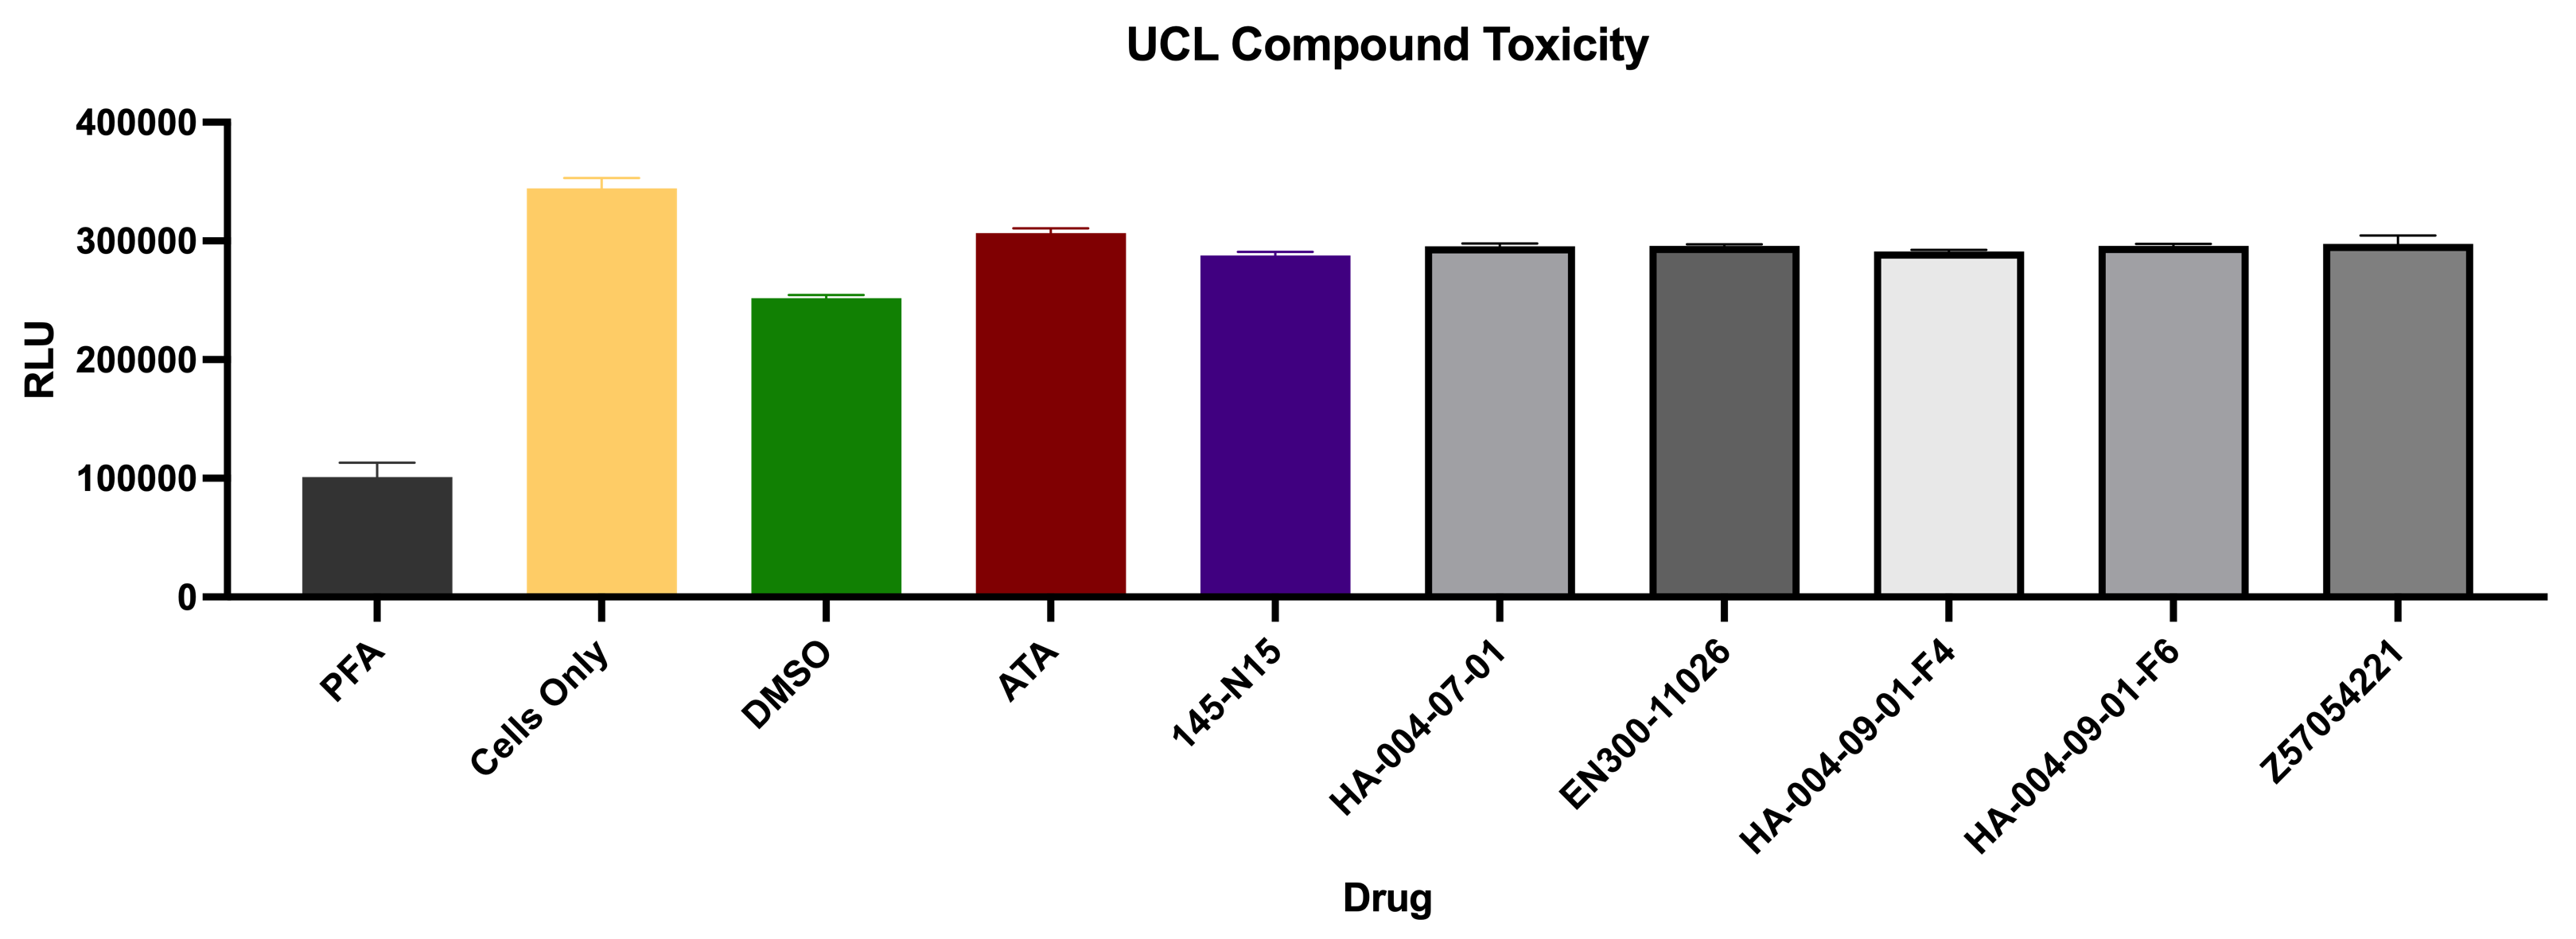 UCL Compound Toxicity
400000
300000
200000
100000
0
RLU
PFA
Cells Only
DMSO
ATA
145-N15
HA-004-07-01
EN300-11026
HA-004-09-01-F4
HA-004-09-01-F6
Z57054221
Drug